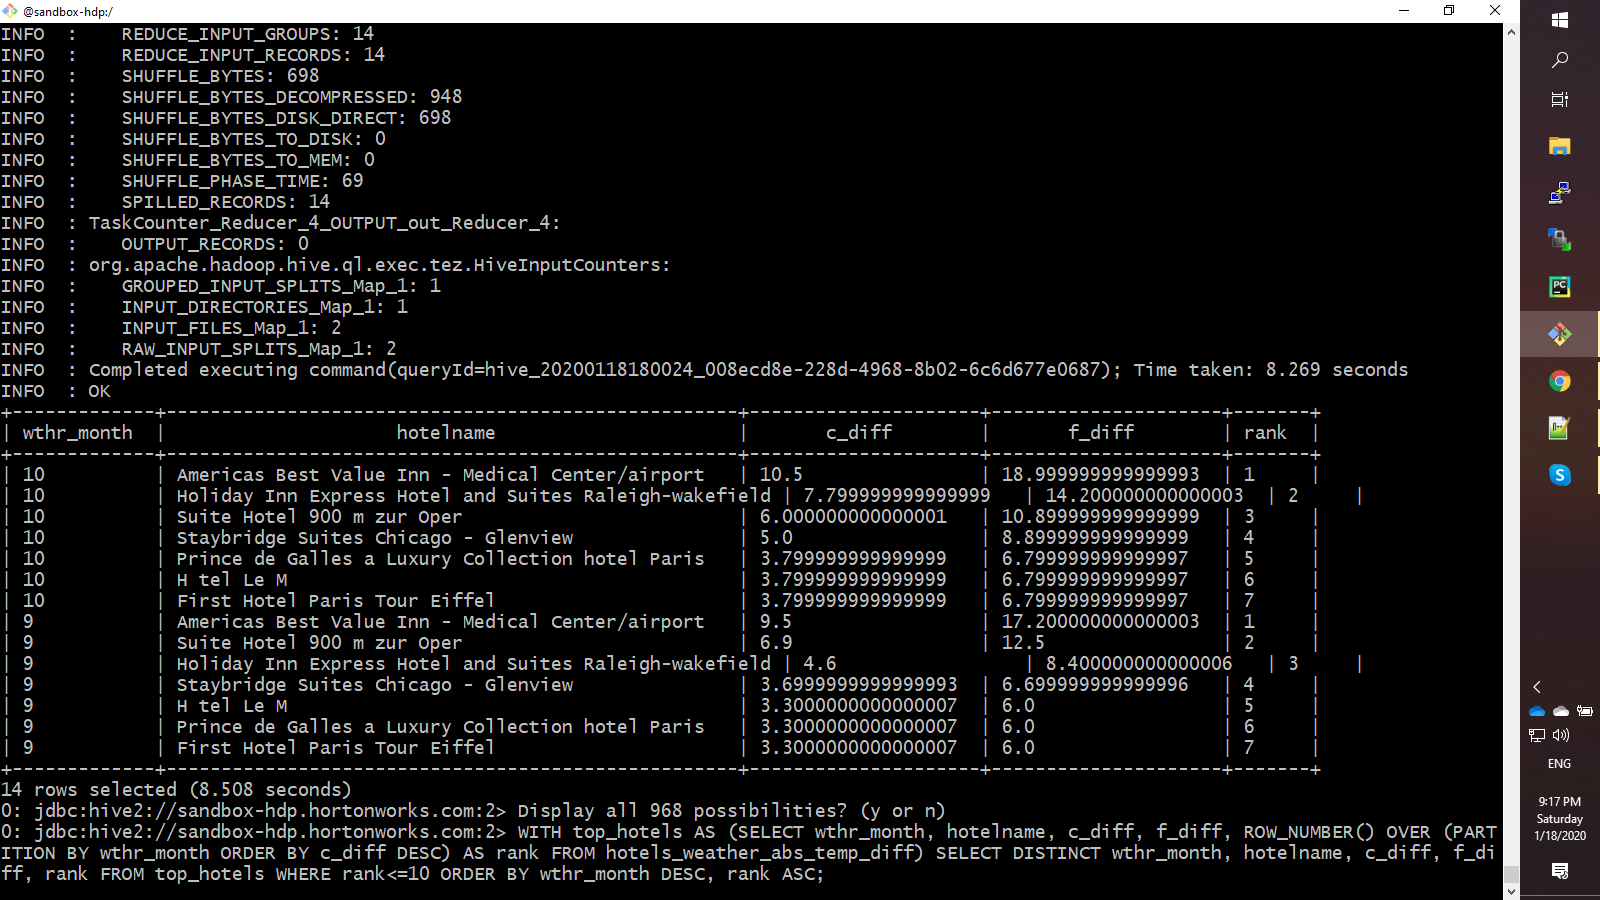 @sandbox-hdp:/
INFO  :    REDUCE_INPUT_GROUPS: 14
INFO  :    REDUCE_INPUT_RECORDS: 14
INFO  :    SHUFFLE_BYTES: 698
INFO  :    SHUFFLE_BYTES_DECOMPRESSED: 948
INFO  :    SHUFFLE_BYTES_DISK_DIRECT: 698
INFO  :    SHUFFLE_BYTES_TO_DISK: 0
INFO  :    SHUFFLE_BYTES_TO_MEM: 0
INFO  :    SHUFFLE_PHASE_TIME: 69
INFO  :    SPILLED_RECORDS: 14
INFO  : TaskCounter_Reducer_4_OUTPUT_out_Reducer_4:
INFO  :    OUTPUT_RECORDS: 0
INFO  : org.apache.hadoop.hive.ql.exec.tez.HiveInputCounters:
INFO  :    GROUPED_INPUT_SPLITS_Map_1: 1
INFO  :    INPUT_DIRECTORIES_Map_1: 1
INFO  :    INPUT_FILES_Map_1: 2
INFO  :    RAW_INPUT_SPLITS_Map_1: 2
INFO  : Completed executing command(queryId=hive_20200118180024_008ecd8e-228d-4968-8b02-6c6d677e0687); Time taken: 8.269 seconds
INFO  : OK
| wthr_month | hotelname | c_diff | f_diff | rank |
| 10 | Americas Best Value Inn - Medical Center/airport | 10.5 | 18.999999999999993 | 1 |
| 10 | Holiday Inn Express Hotel and Suites Raleigh-wakefield | 7.799999999999999 | 14.200000000000003 | 2 |
| 10 | Suite Hotel 900 m zur Oper | 6.000000000000001 | 10.899999999999999 | 3 |
| 10 | Staybridge Suites Chicago - Glenview | 5.0 | 8.899999999999999 | 4 |
| 10 | Prince de Galles a Luxury Collection hotel Paris | 3.799999999999999 | 6.799999999999997 | 5 |
| 10 | H tel Le M | 3.799999999999999 | 6.799999999999997 | 6 |
| 10 | First Hotel Paris Tour Eiffel | 3.799999999999999 | 6.799999999999997 | 7 |
| 9 | Americas Best Value Inn - Medical Center/airport | 9.5 | 17.200000000000003 | 1 |
| 9 | Suite Hotel 900 m zur Oper | 6.9 | 12.5 | 2 |
| 9 | Holiday Inn Express Hotel and Suites Raleigh-wakefield | 4.6 | 8.400000000000006 | 3 |
| 9 | Staybridge Suites Chicago - Glenview | 3.6999999999999993 | 6.699999999999996 | 4 |
| 9 | H tel Le M | 3.3000000000000007 | 6.0 | 5 |
| 9 | Prince de Galles a Luxury Collection hotel Paris | 3.3000000000000007 | 6.0 | 6 |
| 9 | First Hotel Paris Tour Eiffel | 3.3000000000000007 | 6.0 | 7 |
14 rows selected (8.508 seconds)
0: jdbc:hive2://sandbox-hdp.hortonworks.com:2> Display all 968 possibilities? (y or n)
0: jdbc:hive2://sandbox-hdp.hortonworks.com:2> WITH top_hotels AS (SELECT wthr_month, hotelname, c_diff, f_diff, ROW_NUMBER() OVER (PART
ITION BY wthr_month ORDER BY c_diff DESC) AS rank FROM hotels_weather_abs_temp_diff) SELECT DISTINCT wthr_month, hotelname, c_diff, f_di
ff, rank FROM top_hotels WHERE rank<=10 ORDER BY wthr_month DESC, rank ASC;
PC
ENG
9:17 PM
Saturday
1/18/2020